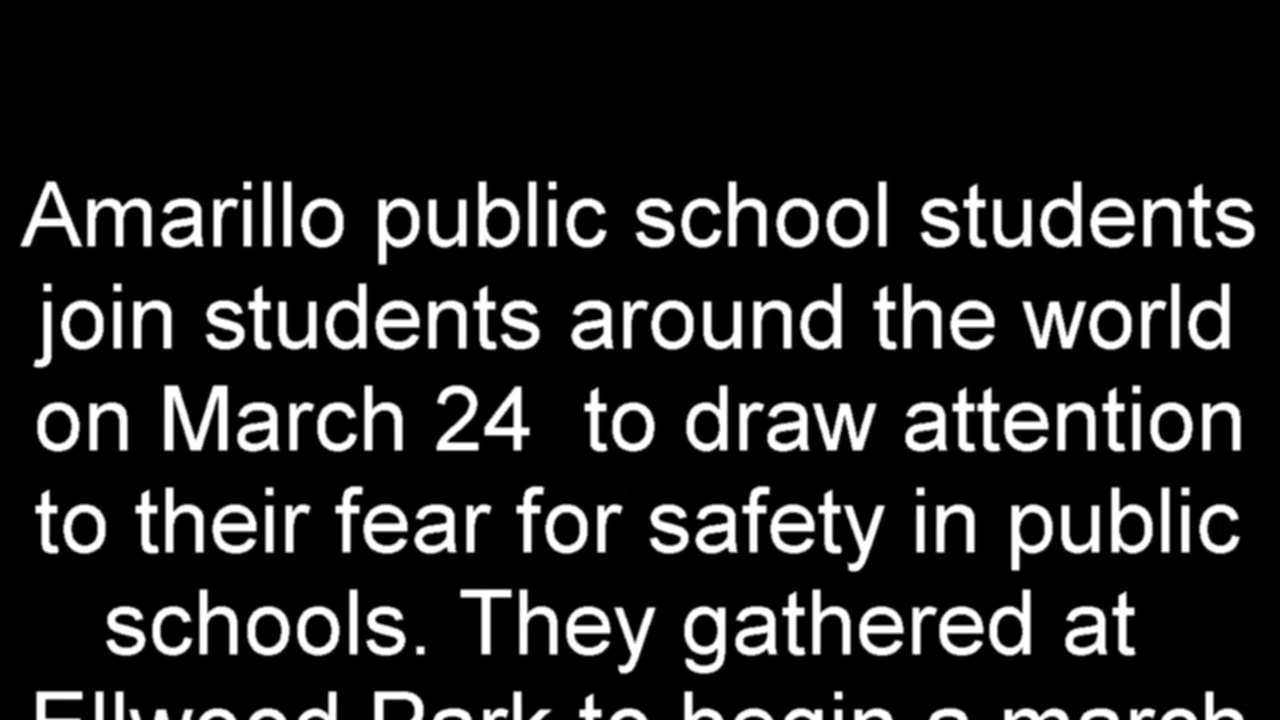 Amarillo public school students
join students around the world
on March 24  to draw attention
to their fear for safety in public
schools. They gathered at
Ellwood Park to begin a march